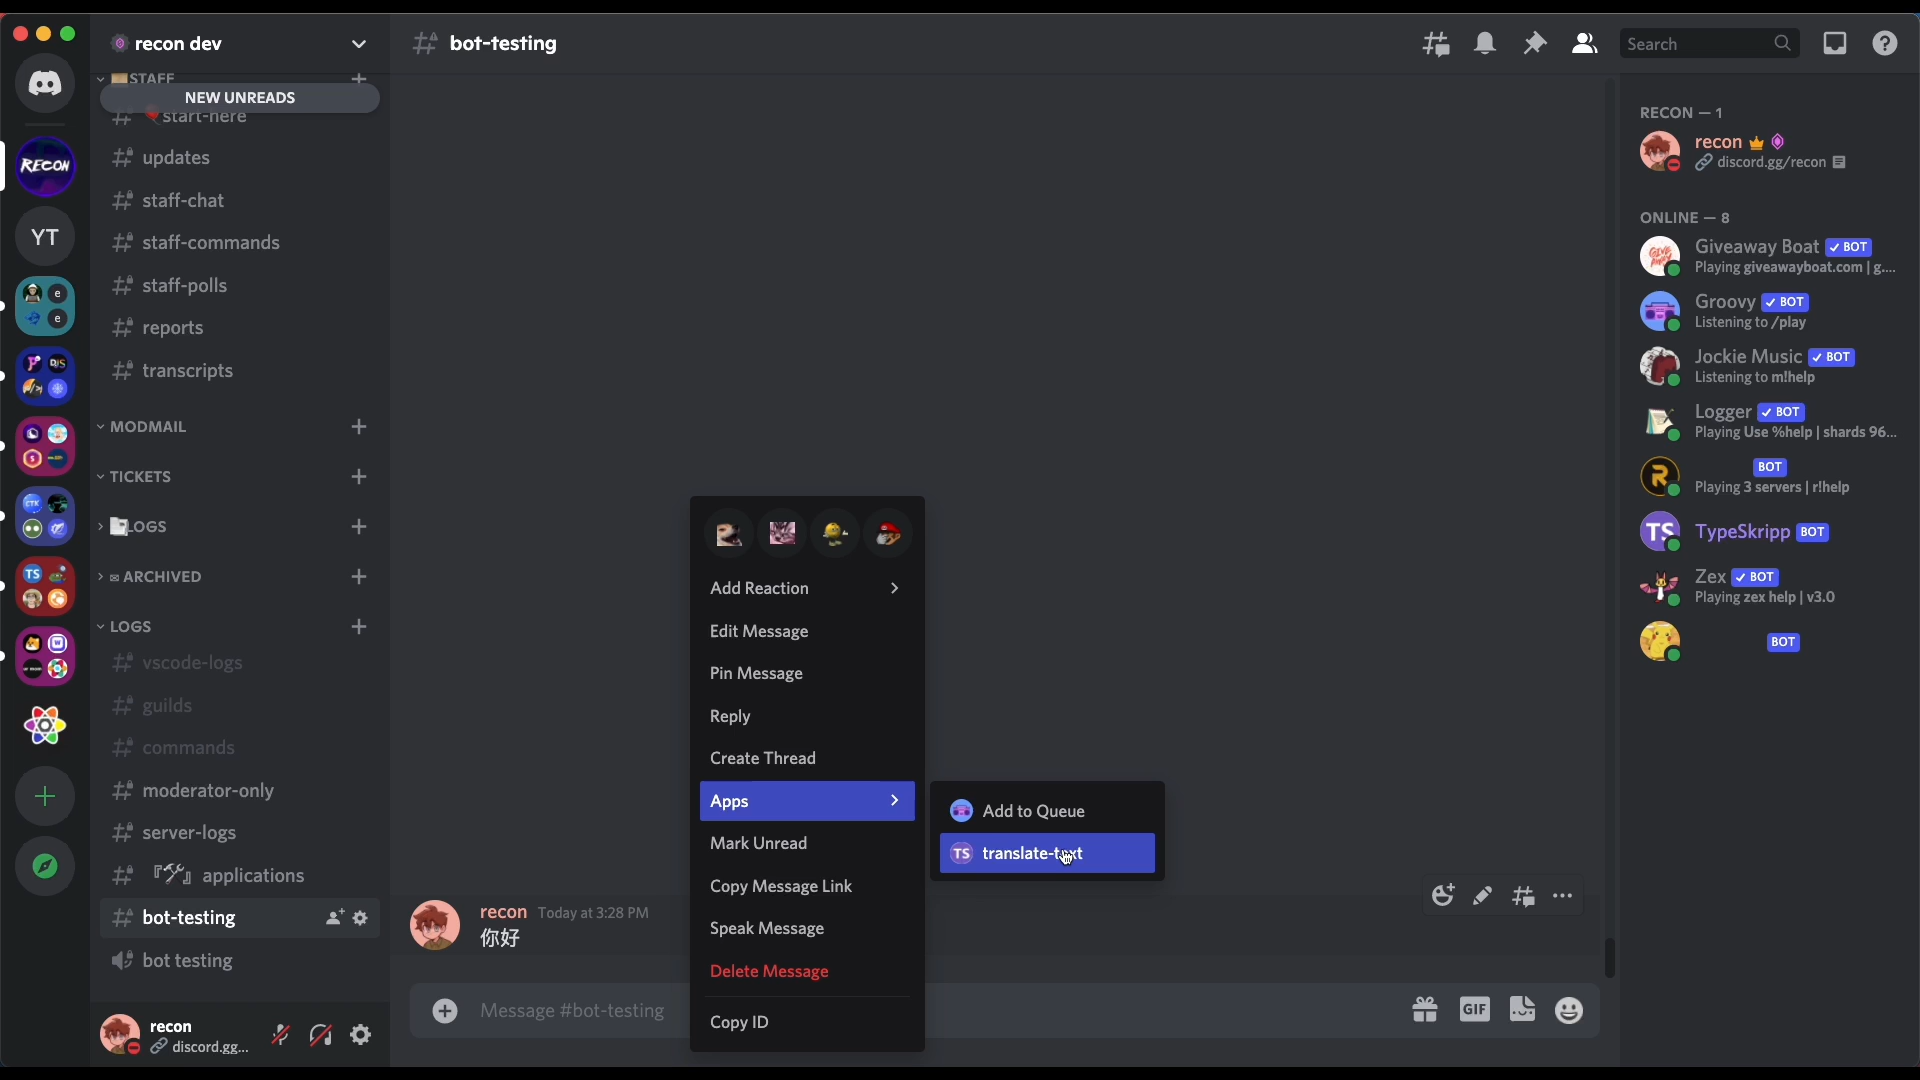 recon dev
STAFF
NEW UNREADS
start-here
updates
staff-chat
staff-commands
staff-polls
reports
transcripts
MODMAIL
TICKETS
LOGS
ARCHIVED
LOGS
vscode-logs
guilds
commands
moderator-only
server-logs
『🛠』 applications
bot-testing
bot testing
recon
discord.gg...
RECON
YT
TS
bot-testing
Search
Add Reaction
Edit Message
Pin Message
Reply
Create Thread
Apps
Mark Unread
Copy Message Link
Speak Message
Delete Message
Copy ID
Add to Queue
TS translate-text
recon Today at 3:28 PM
你好
Message #bot-testing
GIF
RECON — 1
recon
discord.gg/recon
ONLINE — 8
Giveaway Boat ✓ BOT
Playing giveawayboat.com | g....
Groovy ✓ BOT
Listening to /play
Jockie Music ✓ BOT
Listening to m!help
Logger ✓ BOT
Playing Use %help | shards 96...
BOT
Playing 3 servers | r!help
TS TypeSkripp BOT
Zex ✓ BOT
Playing zex help | v3.0
BOT